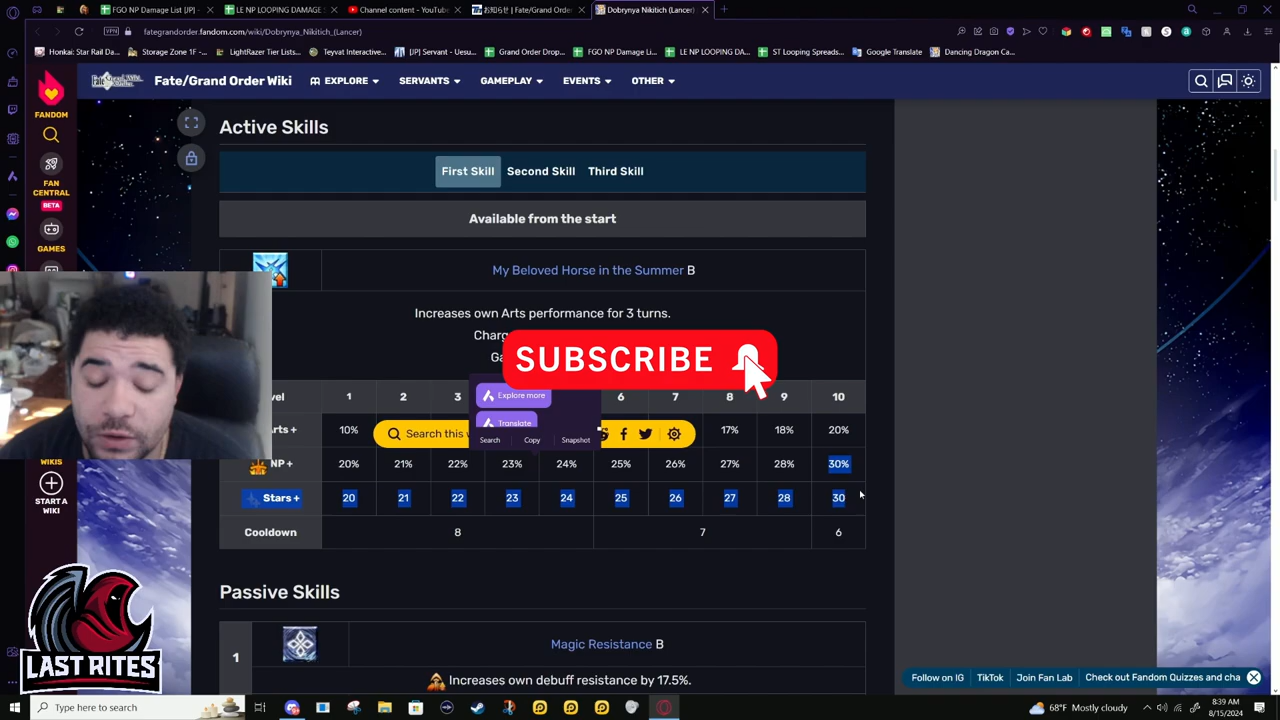 FGO NP Damage List [JP] -
LE NP LOOPING DAMAGE
Channel content - YouTube
お知らせ | Fate/Grand Order
Dobrynya Nikitich (Lancer)
VPN
fategrandorder.fandom.com/wiki/Dobrynya_Nikitich_(Lancer)
Honkai: Star Rail Da...
Storage Zone 1F -...
LightRazer Tier Lists...
Teyvat Interactive...
[JP] Servant - Uesu...
Grand Order Drop...
FGO NP Damage Li...
LE NP LOOPING DA...
ST Looping Spreads...
Google Translate
Dancing Dragon Ca...
Fate/Grand Order Wiki
EXPLORE
SERVANTS
GAMEPLAY
EVENTS
OTHER
FANDOM
FAN CENTRAL
BETA
GAMES
WIKIS
START A WIKI
Active Skills
First Skill Second Skill Third Skill
Available from the start
My Beloved Horse in the Summer B
Increases own Arts performance for 3 turns.
SUBSCRIBE
1 2 3 6 7 8 9 10
Explore more
Translate
Search Copy Snapshot
Arts + 10% 17% 18% 20%
NP + 20% 21% 22% 23% 24% 25% 26% 27% 28% 30%
Stars + 20 21 22 23 24 25 26 27 28 30
Cooldown 8 7 6
Passive Skills
1 Magic Resistance B
Increases own debuff resistance by 17.5%.
LAST RITES
Follow on IG TikTok Join Fan Lab Check out Fandom Quizzes and cha
Type here to search
68°F Mostly cloudy
8:39 AM
8/15/2024